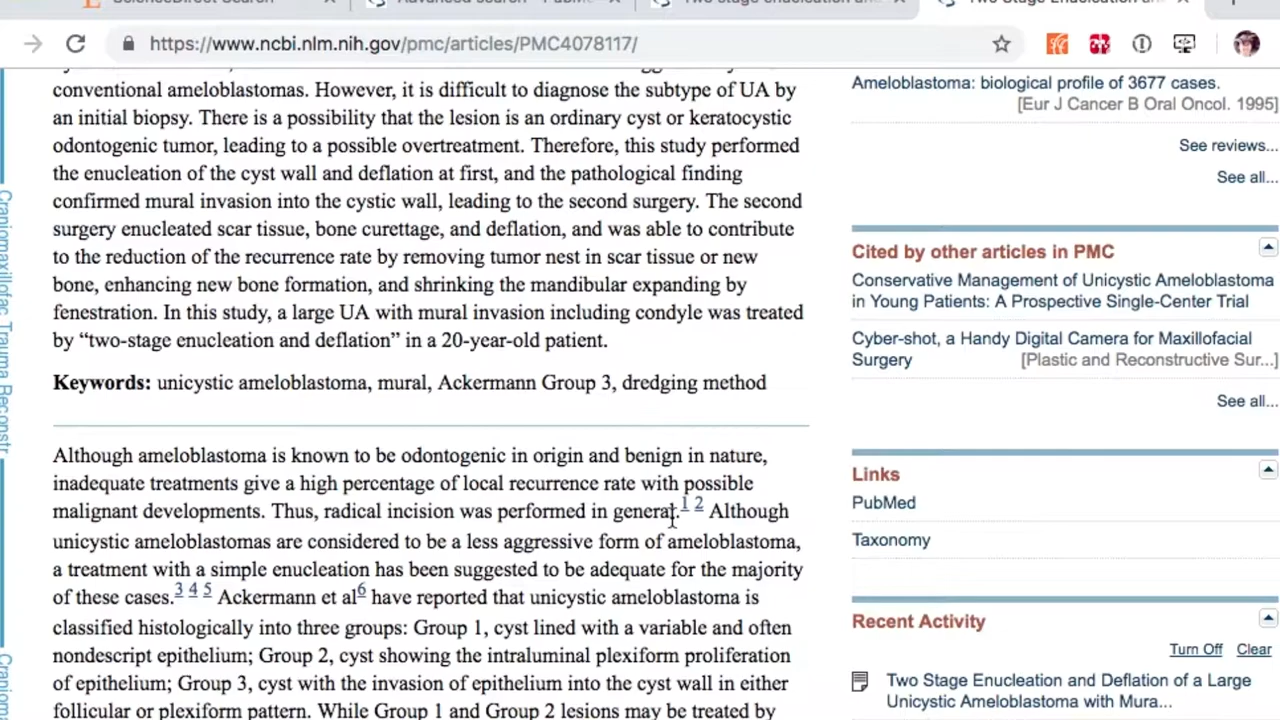 ScienceDirect Search
Advanced search - PubMe
Two stage enucleation and
Two Stage Enucleation an
https://www.ncbi.nlm.nih.gov/pmc/articles/PMC4078117/
conventional ameloblastomas. However, it is difficult to diagnose the subtype of UA by
an initial biopsy. There is a possibility that the lesion is an ordinary cyst or keratocystic
odontogenic tumor, leading to a possible overtreatment. Therefore, this study performed
the enucleation of the cyst wall and deflation at first, and the pathological finding
confirmed mural invasion into the cystic wall, leading to the second surgery. The second
surgery enucleated scar tissue, bone curettage, and deflation, and was able to contribute
to the reduction of the recurrence rate by removing tumor nest in scar tissue or new
bone, enhancing new bone formation, and shrinking the mandibular expanding by
fenestration. In this study, a large UA with mural invasion including condyle was treated
by “two-stage enucleation and deflation” in a 20-year-old patient.
Keywords: unicystic ameloblastoma, mural, Ackermann Group 3, dredging method
Although ameloblastoma is known to be odontogenic in origin and benign in nature,
inadequate treatments give a high percentage of local recurrence rate with possible
malignant developments. Thus, radical incision was performed in general.1 2 Although
unicystic ameloblastomas are considered to be a less aggressive form of ameloblastoma,
a treatment with a simple enucleation has been suggested to be adequate for the majority
of these cases.3 4 5 Ackermann et al6 have reported that unicystic ameloblastoma is
classified histologically into three groups: Group 1, cyst lined with a variable and often
nondescript epithelium; Group 2, cyst showing the intraluminal plexiform proliferation
of epithelium; Group 3, cyst with the invasion of epithelium into the cyst wall in either
follicular or plexiform pattern. While Group 1 and Group 2 lesions may be treated by
Craniomaxillofac Trauma Reconstr
Craniom
Ameloblastoma: biological profile of 3677 cases.
[Eur J Cancer B Oral Oncol. 1995]
See reviews...
See all...
Cited by other articles in PMC
Conservative Management of Unicystic Ameloblastoma
in Young Patients: A Prospective Single-Center Trial
Cyber-shot, a Handy Digital Camera for Maxillofacial
Surgery [Plastic and Reconstructive Sur...]
See all...
Links
PubMed
Taxonomy
Recent Activity
Turn Off Clear
Two Stage Enucleation and Deflation of a Large
Unicystic Ameloblastoma with Mura...